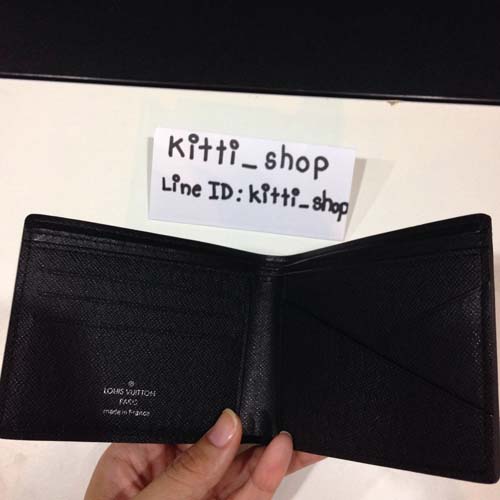 Kitti_shop
Line ID: kitti_shop
LOUIS VUITTON
PARIS
made in France